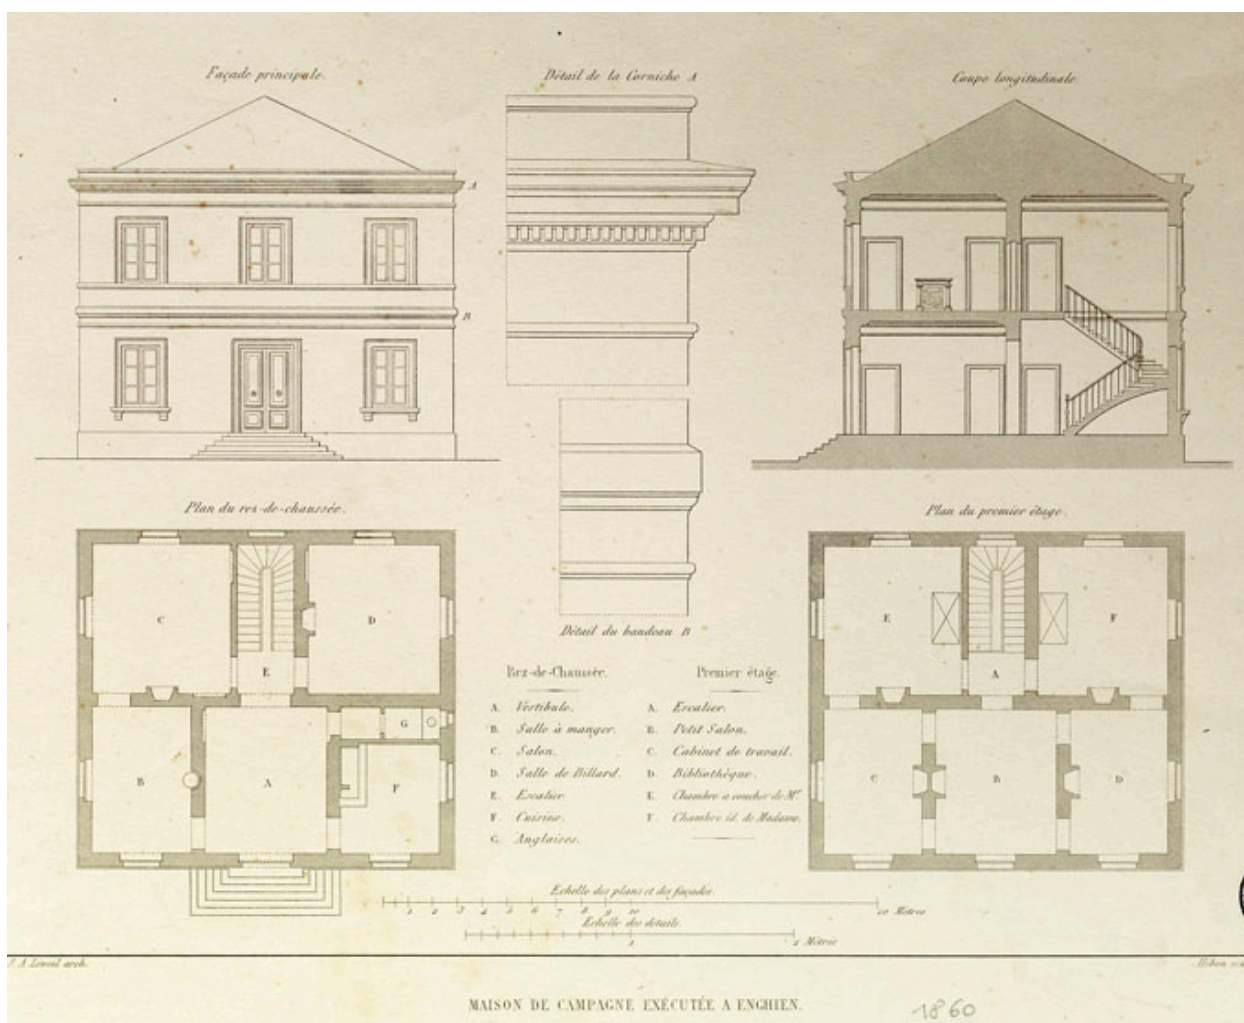 Façade principale.
Détail de la Corniche A
Coupe longitudinale.
A
B
Plan du rez-de-chaussée.
Plan du premier étage.
C
D
E
B
A
G
F
Détail du bandeau B
E
F
A
C
B
D
Rez-de-Chaussée.
A. Vestibule.
B. Salle à manger.
C. Salon.
D. Salle de Billard.
E. Escalier.
F. Cuisine.
G. Anglaises.
Premier étage.
A. Escalier.
B. Petit Salon.
C. Cabinet de travail.
D. Bibliothèque.
E. Chambre a coucher de Mr.
F. Chambre id. de Madame.
Echelle des plans et des façades.
1 2 3 4 5 6 7 8 9 10 20 Mètres
Echelle des détails.
1 2 Mètres
J. A. Leveil arch.
MAISON DE CAMPAGNE EXÉCUTÉE A ENGHIEN.
1860